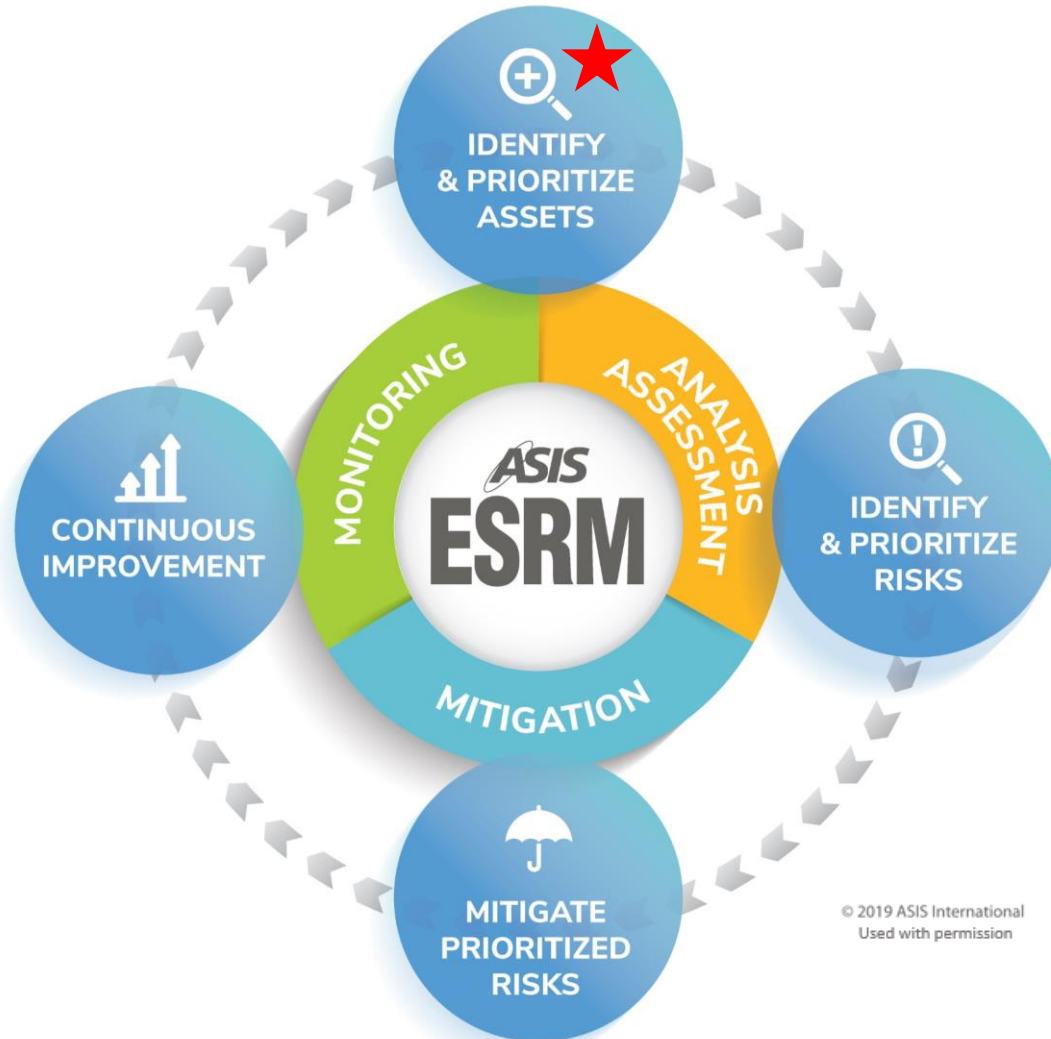 IDENTIFY
& PRIORITIZE
ASSETS
MONITORING
ANALYSIS
ASSESSMENT
ASIS
ESRM
CONTINUOUS
IMPROVEMENT
IDENTIFY
& PRIORITIZE
RISKS
MITIGATION
MITIGATE
PRIORITIZED
RISKS
© 2019 ASIS International
Used with permission